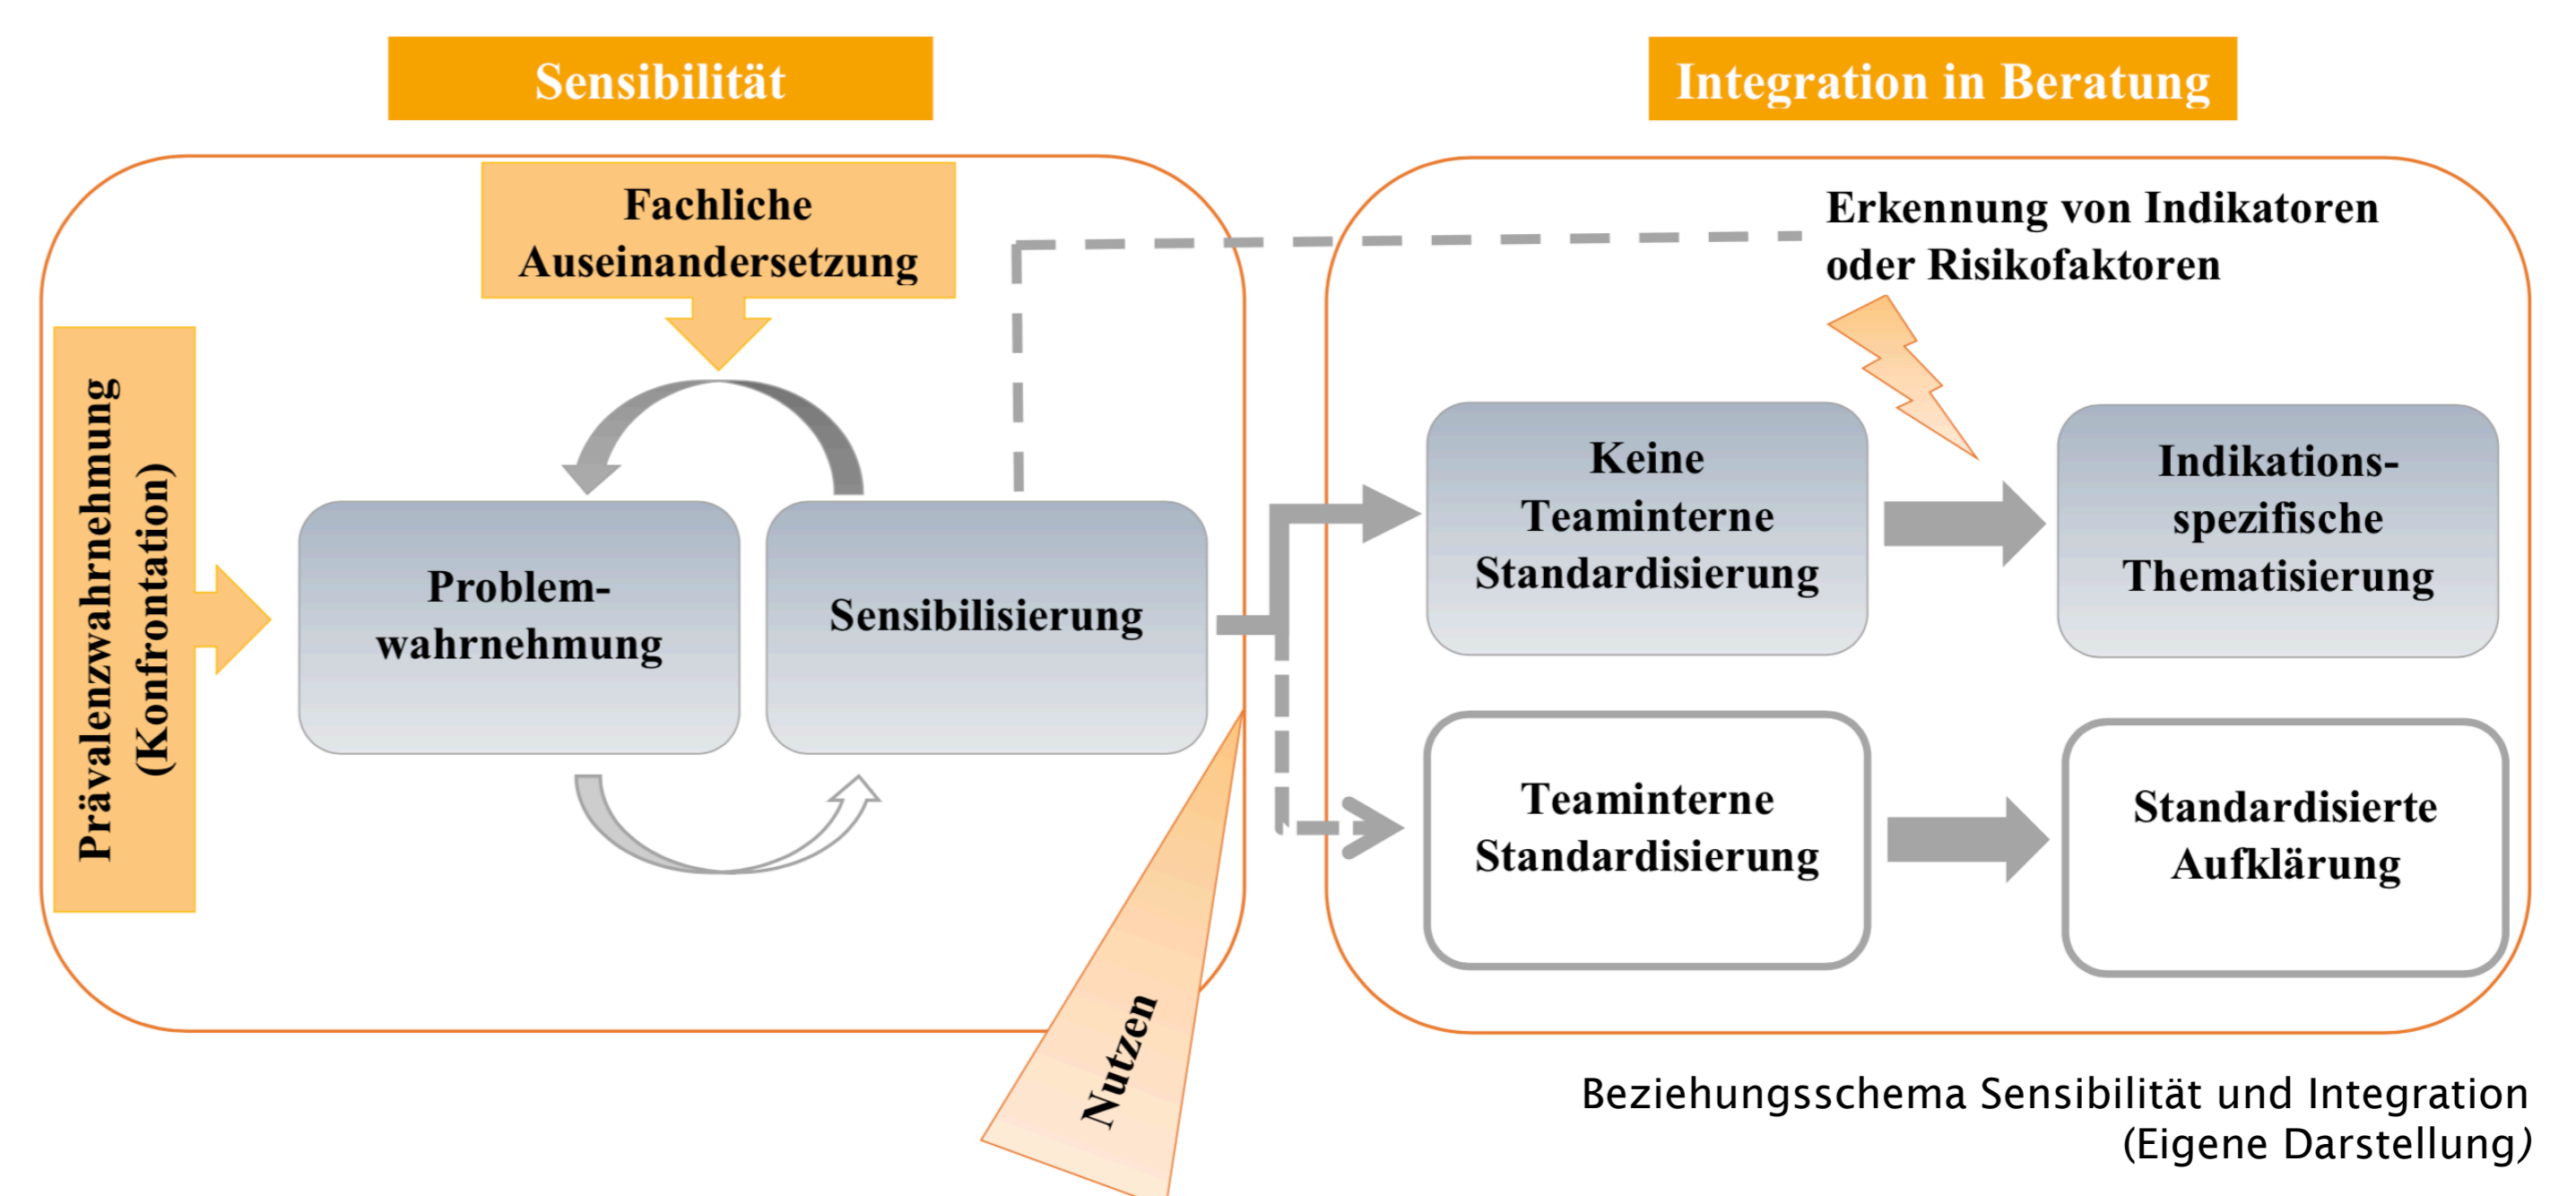 Sensibilität
Integration in Beratung
Fachliche
Auseinandersetzung
Erkennung von Indikatoren
oder Risikofaktoren
Prävalenzwahrnehmung
(Konfrontation)
Problem-
wahrnehmung
Sensibilisierung
Keine
Teaminterne
Standardisierung
Indikations-
spezifische
Thematisierung
Teaminterne
Standardisierung
Standardisierte
Aufklärung
Nutzen
Beziehungsschema Sensibilität und Integration
(Eigene Darstellung)